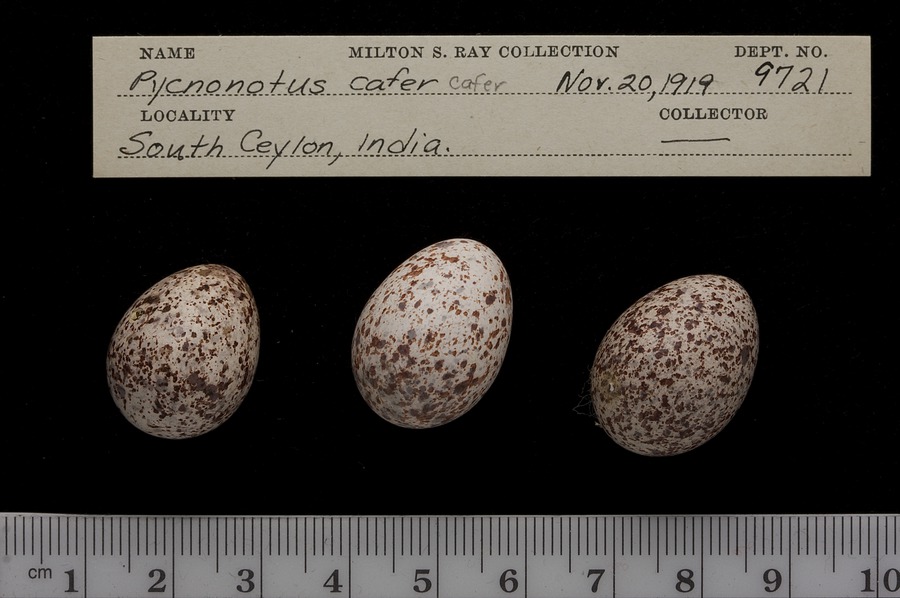 NAME MILTON S. RAY COLLECTION DEPT. NO.
Pycnonotus cafer cafer Nov. 20, 1919 9721
LOCALITY COLLECTOR
South Ceylon, India.
cm 1 2 3 4 5 6 7 8 9 10